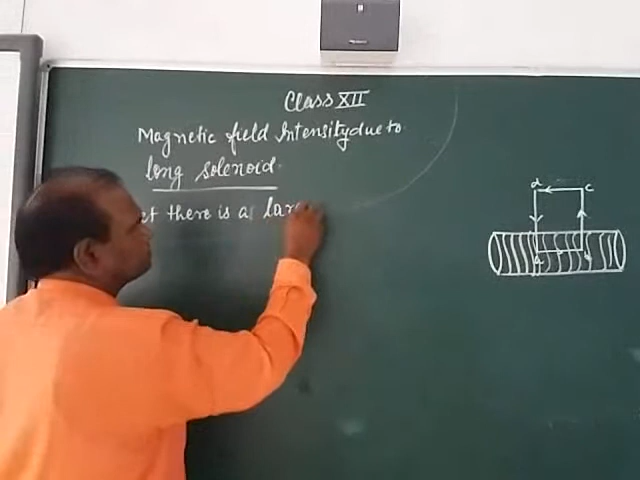 Class XII
Magnetic field Intensity due to
long solenoid.
there is a
d c
a b